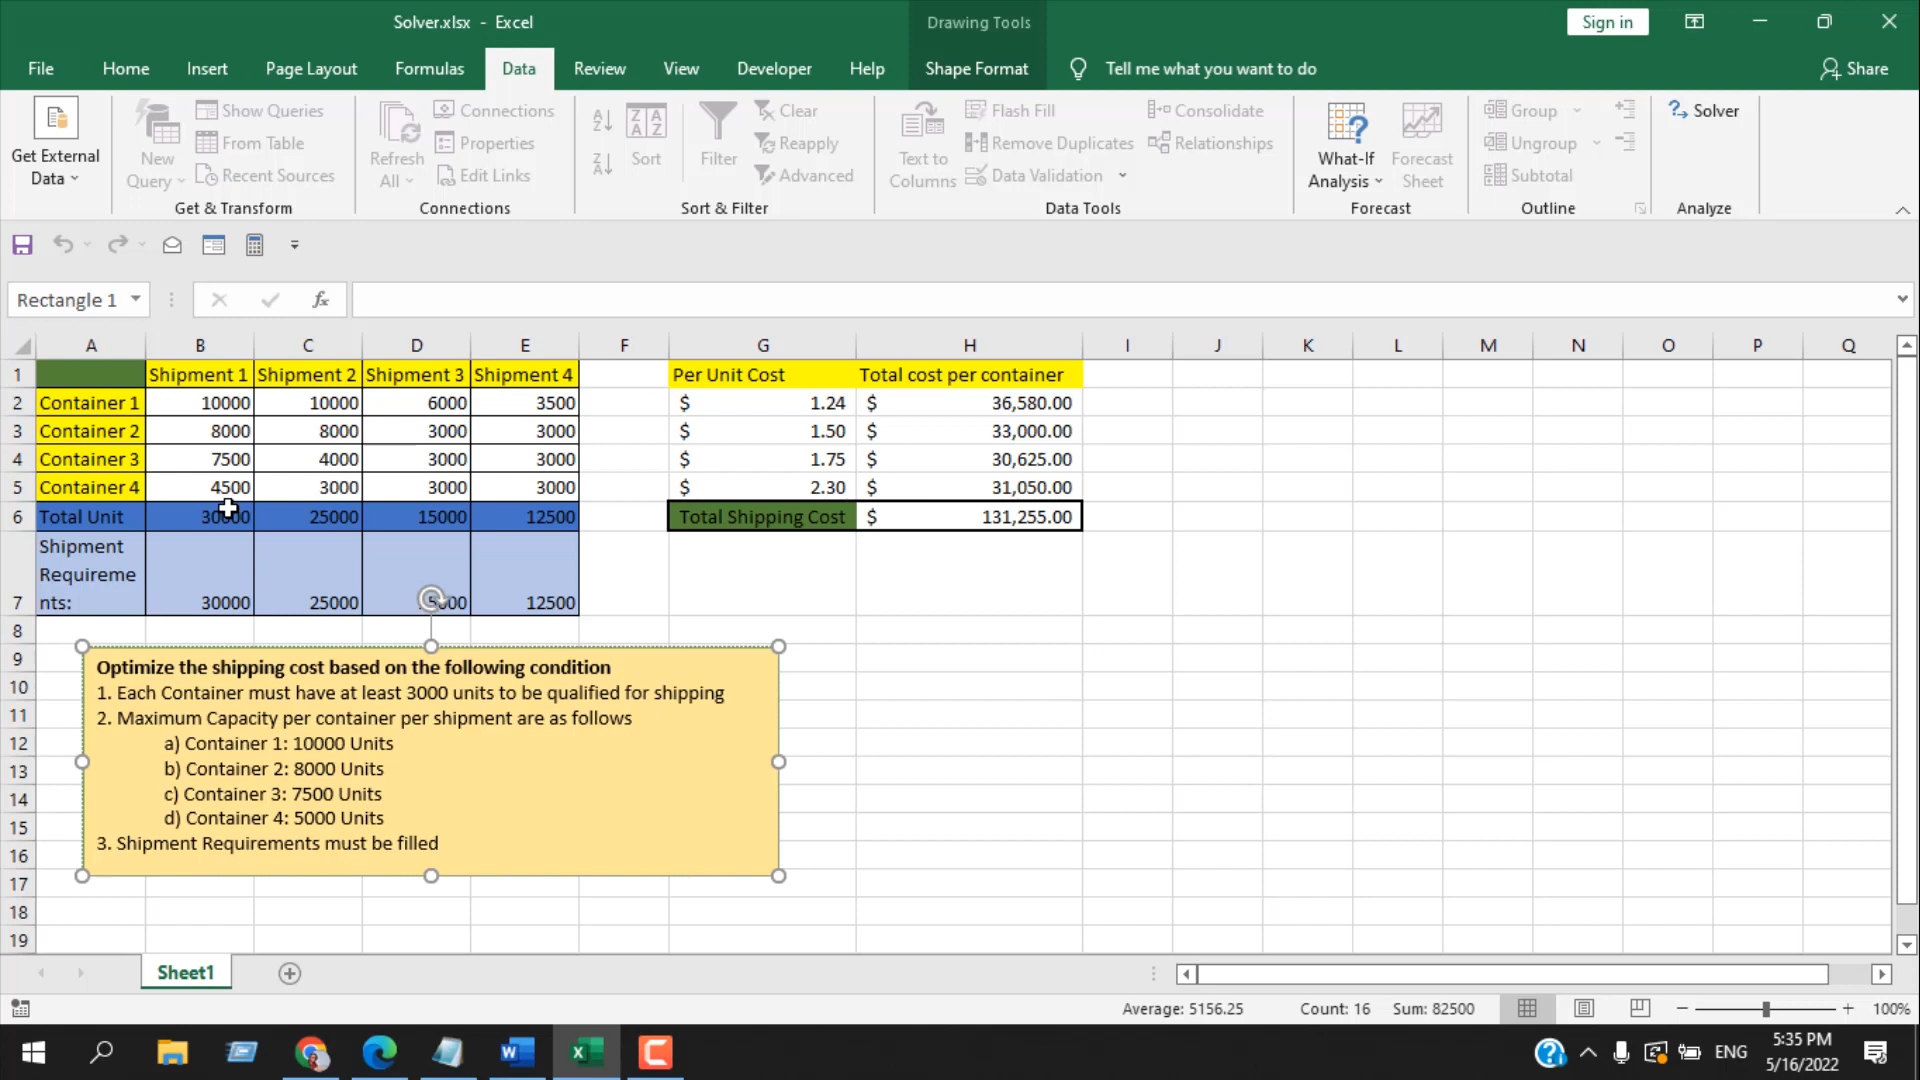 Solver.xlsx - Excel
Drawing Tools
Sign in
File Home Insert Page Layout Formulas Data Review View Developer Help Shape Format Tell me what you want to do Share
Get External Data
New Query
Show Queries
From Table
Recent Sources
Get & Transform
Refresh All
Connections
Properties
Edit Links
Connections
Sort
Filter
Clear
Reapply
Advanced
Sort & Filter
Text to Columns
Flash Fill
Remove Duplicates
Data Validation
Consolidate
Relationships
Data Tools
What-If Analysis
Forecast Sheet
Forecast
Group
Ungroup
Subtotal
Outline
Solver
Analyze
Rectangle 1 fx
A B C D E F G H I J K L M N O P Q
1 Shipment 1 Shipment 2 Shipment 3 Shipment 4 Per Unit Cost Total cost per container
2 Container 1 10000 10000 6000 3500 $ 1.24 $ 36,580.00
3 Container 2 8000 8000 3000 3000 $ 1.50 $ 33,000.00
4 Container 3 7500 4000 3000 3000 $ 1.75 $ 30,625.00
5 Container 4 4500 3000 3000 3000 $ 2.30 $ 31,050.00
6 Total Unit 30000 25000 15000 12500 Total Shipping Cost $ 131,255.00
Shipment
Requireme
7 nts: 30000 25000 15000 12500
8
9
10
11
12
13
14
15
16
17
18
19
Optimize the shipping cost based on the following condition
1. Each Container must have at least 3000 units to be qualified for shipping
2. Maximum Capacity per container per shipment are as follows
a) Container 1: 10000 Units
b) Container 2: 8000 Units
c) Container 3: 7500 Units
d) Container 4: 5000 Units
3. Shipment Requirements must be filled
Sheet1
Average: 5156.25 Count: 16 Sum: 82500 100%
ENG
5:35 PM
5/16/2022